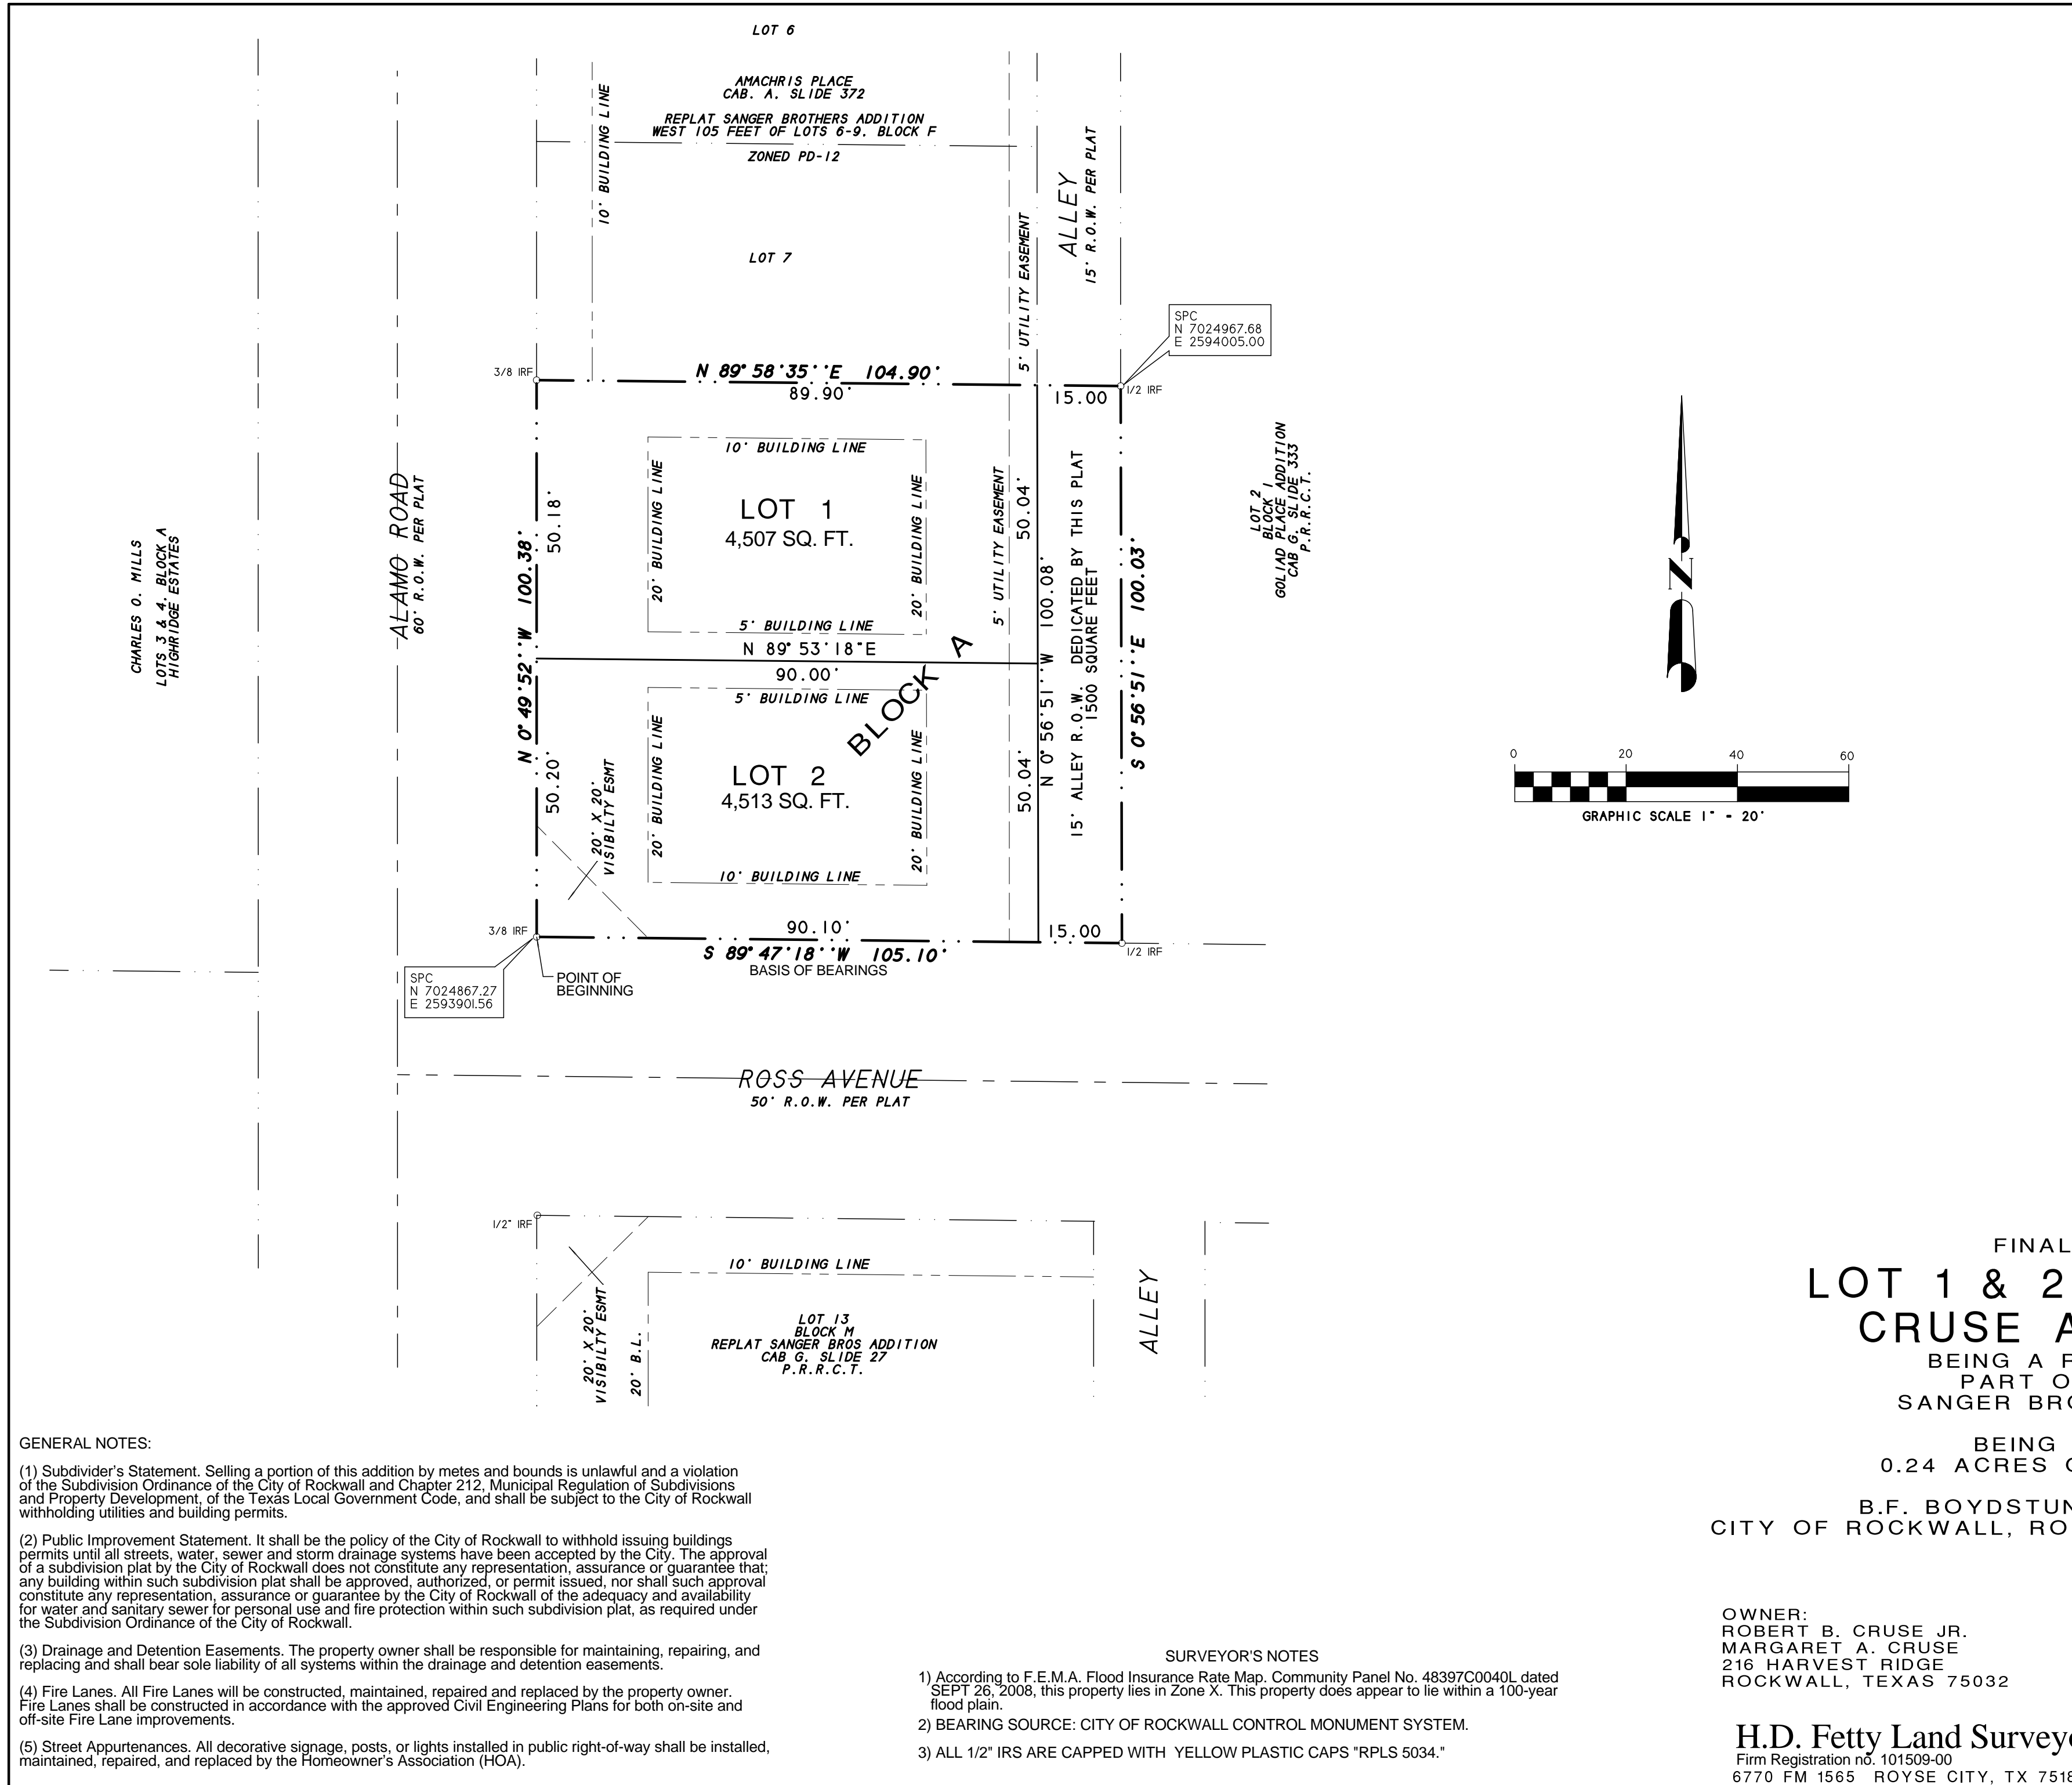 LOT 6
AMACHRIS PLACE
CAB. A. SLIDE 372
REPLAT SANGER BROTHERS ADDITION
WEST 105 FEET OF LOTS 6-9. BLOCK F
ZONED PD-12
10' BUILDING LINE
LOT 7
5' UTILITY EASEMENT
ALLEY
15' R.O.W. PER PLAT
SPC
N 7024967.68
E 2594005.00
3/8 IRF
N 89° 58'35''E 104.90'
89.90'
15.00
1/2 IRF
CHARLES O. MILLS
LOTS 3 & 4. BLOCK A
HIGHRIDGE ESTATES
ALAMO ROAD
60' R.O.W. PER PLAT
N 0° 49'52''W 100.38'
50.18'
10' BUILDING LINE
20' BUILDING LINE
LOT 1
4,507 SQ. FT.
20' BUILDING LINE
5' BUILDING LINE
5' UTILITY EASEMENT
50.04'
N 0° 56'51''W 100.08'
15' ALLEY R.O.W. DEDICATED BY THIS PLAT
1500 SQUARE FEET
S 0° 56'51''E 100.03'
LOT 2
BLOCK 1
GOLIAD PLACE ADDITION
CAB G. SLIDE 333
P.R.R.C.T.
N 89° 53'18"E
90.00'
BLOCK A
50.20'
5' BUILDING LINE
20' BUILDING LINE
LOT 2
4,513 SQ. FT.
20' BUILDING LINE
10' BUILDING LINE
50.04'
20' X 20'
VISIBILTY ESMT
3/8 IRF
90.10'
15.00
S 89° 47'18''W 105.10'
BASIS OF BEARINGS
1/2 IRF
SPC
N 7024867.27
E 2593901.56
POINT OF
BEGINNING
N
0 20 40 60
GRAPHIC SCALE 1" - 20'
ROSS AVENUE
50' R.O.W. PER PLAT
1/2" IRF
10' BUILDING LINE
20' X 20'
VISIBILTY ESMT
20' B.L.
LOT 13
BLOCK M
REPLAT SANGER BROS ADDITION
CAB G. SLIDE 27
P.R.R.C.T.
ALLEY
FINAL
LOT 1 & 2
CRUSE A
BEING A
PART O
SANGER BRO
BEING
0.24 ACRES
B.F. BOYDSTUN
CITY OF ROCKWALL, RO
GENERAL NOTES:
(1) Subdivider's Statement. Selling a portion of this addition by metes and bounds is unlawful and a violation
of the Subdivision Ordinance of the City of Rockwall and Chapter 212, Municipal Regulation of Subdivisions
and Property Development, of the Texas Local Government Code, and shall be subject to the City of Rockwall
withholding utilities and building permits.
(2) Public Improvement Statement. It shall be the policy of the City of Rockwall to withhold issuing buildings
permits until all streets, water, sewer and storm drainage systems have been accepted by the City. The approval
of a subdivision plat by the City of Rockwall does not constitute any representation, assurance or guarantee that;
any building within such subdivision plat shall be approved, authorized, or permit issued, nor shall such approval
constitute any representation, assurance or guarantee by the City of Rockwall of the adequacy and availability
for water and sanitary sewer for personal use and fire protection within such subdivision plat, as required under
the Subdivision Ordinance of the City of Rockwall.
(3) Drainage and Detention Easements. The property owner shall be responsible for maintaining, repairing, and
replacing and shall bear sole liability of all systems within the drainage and detention easements.
(4) Fire Lanes. All Fire Lanes will be constructed, maintained, repaired and replaced by the property owner.
Fire Lanes shall be constructed in accordance with the approved Civil Engineering Plans for both on-site and
off-site Fire Lane improvements.
(5) Street Appurtenances. All decorative signage, posts, or lights installed in public right-of-way shall be installed,
maintained, repaired, and replaced by the Homeowner's Association (HOA).
SURVEYOR'S NOTES
1) According to F.E.M.A. Flood Insurance Rate Map. Community Panel No. 48397C0040L dated
SEPT 26, 2008, this property lies in Zone X. This property does appear to lie within a 100-year
flood plain.
2) BEARING SOURCE: CITY OF ROCKWALL CONTROL MONUMENT SYSTEM.
3) ALL 1/2" IRS ARE CAPPED WITH YELLOW PLASTIC CAPS "RPLS 5034."
OWNER:
ROBERT B. CRUSE JR.
MARGARET A. CRUSE
216 HARVEST RIDGE
ROCKWALL, TEXAS 75032
H.D. Fetty Land Surveyo
Firm Registration no. 101509-00
6770 FM 1565 ROYSE CITY, TX 7518